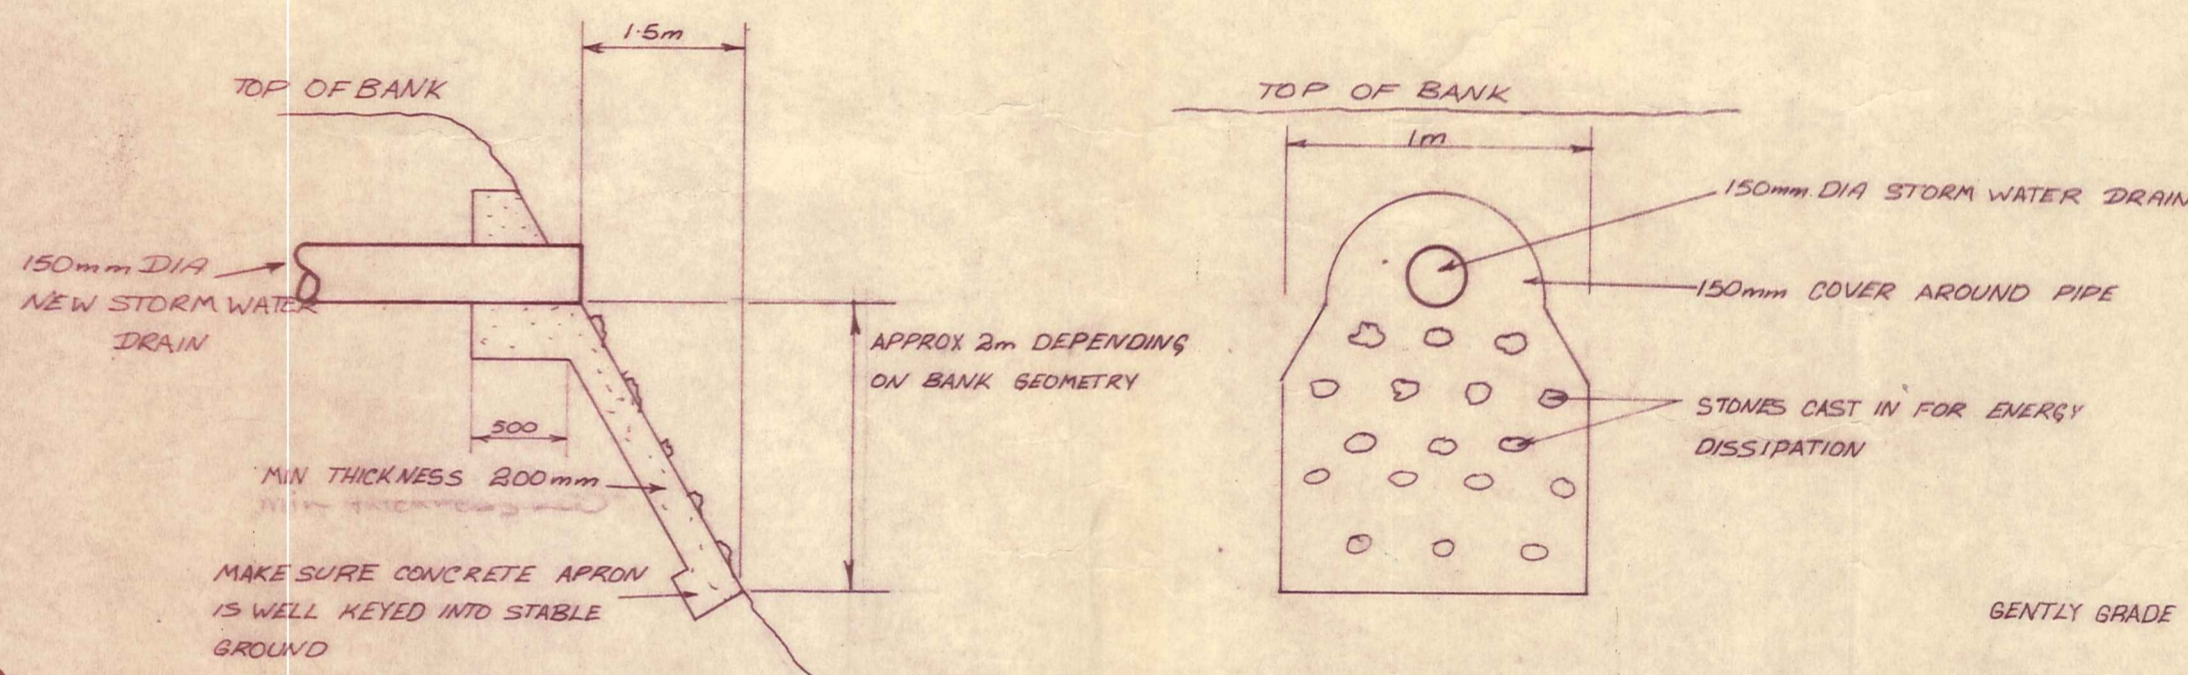 1.5m
TOP OF BANK
150mm DIA
NEW STORM WATER
DRAIN
500
MIN THICKNESS 200mm
MAKE SURE CONCRETE APRON
IS WELL KEYED INTO STABLE
GROUND
APPROX 2m DEPENDING
ON BANK GEOMETRY
TOP OF BANK
1m
150mm DIA STORM WATER DRAIN
150mm COVER AROUND PIPE
STONES CAST IN FOR ENERGY
DISSIPATION
GENTLY GRADE